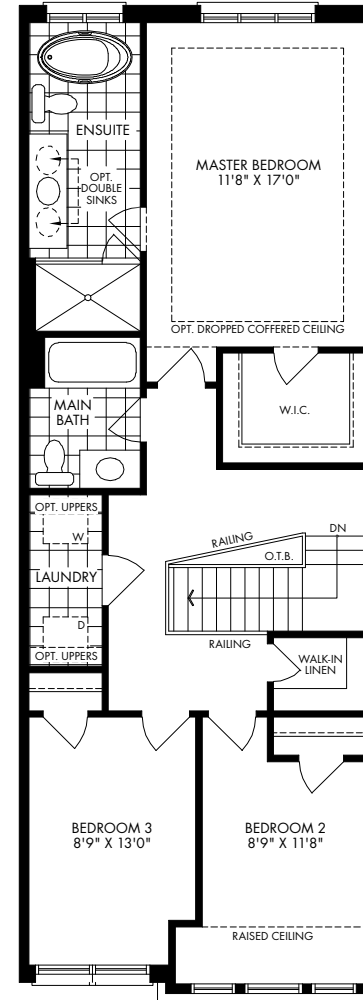 ENSUITE
OPT.
DOUBLE
SINKS
MASTER BEDROOM
11'8" X 17'0"
OPT. DROPPED COFFERED CEILING
W.I.C.
MAIN
BATH
OPT. UPPERS
W
LAUNDRY
D
OPT. UPPERS
RAILING
O.T.B.
DN
RAILING
WALK-IN
LINEN
BEDROOM 3
8'9" X 13'0"
BEDROOM 2
8'9" X 11'8"
RAISED CEILING